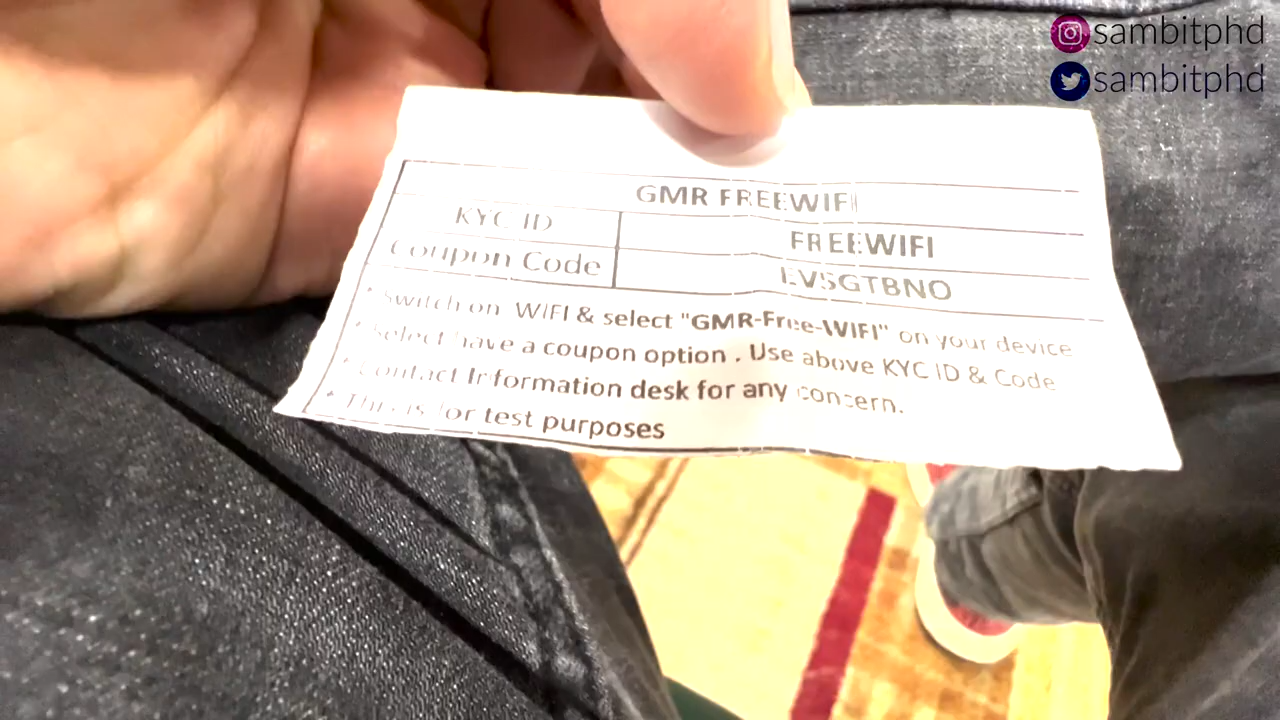 sambitphd
sambitphd
GMR FREEWIFI
KYC ID
FREEWIFI
Coupon Code
EVSGTBNO
* Switch on WIFI & select "GMR-Free-WIFI" on your device
* Select have a coupon option . Use above KYC ID & Code
* Contact Information desk for any concern.
* This is for test purposes